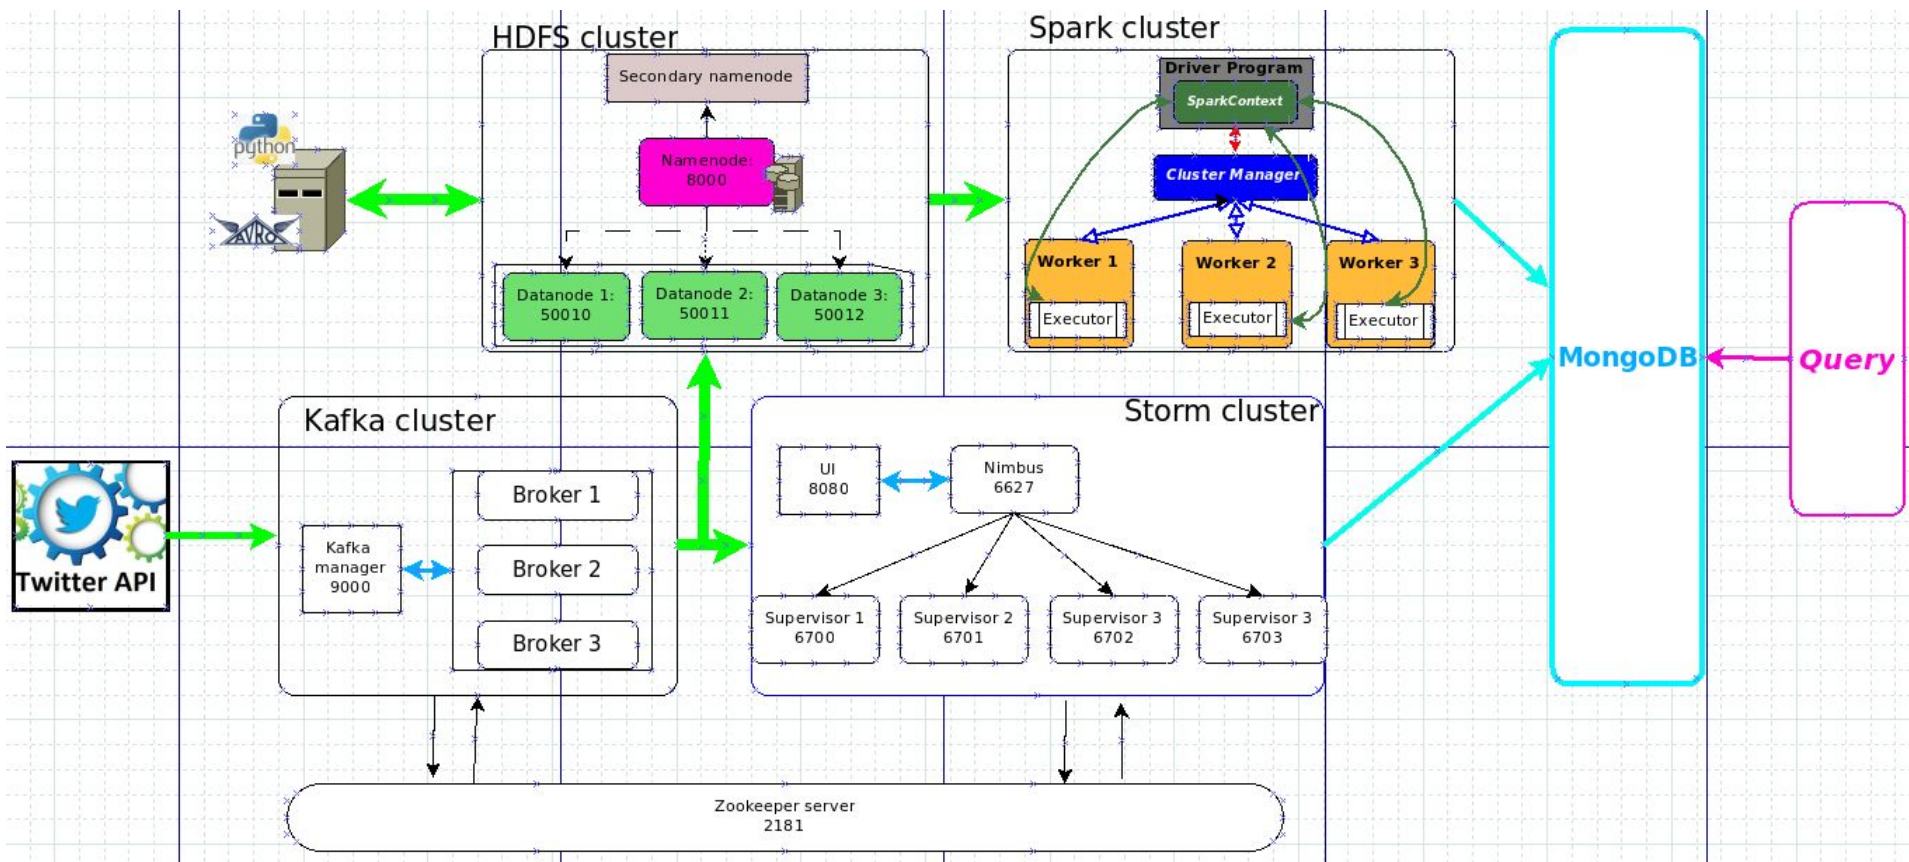 HDFS cluster
Secondary namenode
Namenode:
8000
Datanode 1:
50010
Datanode 2:
50011
Datanode 3:
50012
python
AVRO
Spark cluster
Driver Program
SparkContext
Cluster Manager
Worker 1
Executor
Worker 2
Executor
Worker 3
Executor
MongoDB
Query
Twitter API
Kafka cluster
Kafka
manager
9000
Broker 1
Broker 2
Broker 3
Storm cluster
UI
8080
Nimbus
6627
Supervisor 1
6700
Supervisor 2
6701
Supervisor 3
6702
Supervisor 3
6703
Zookeeper server
2181